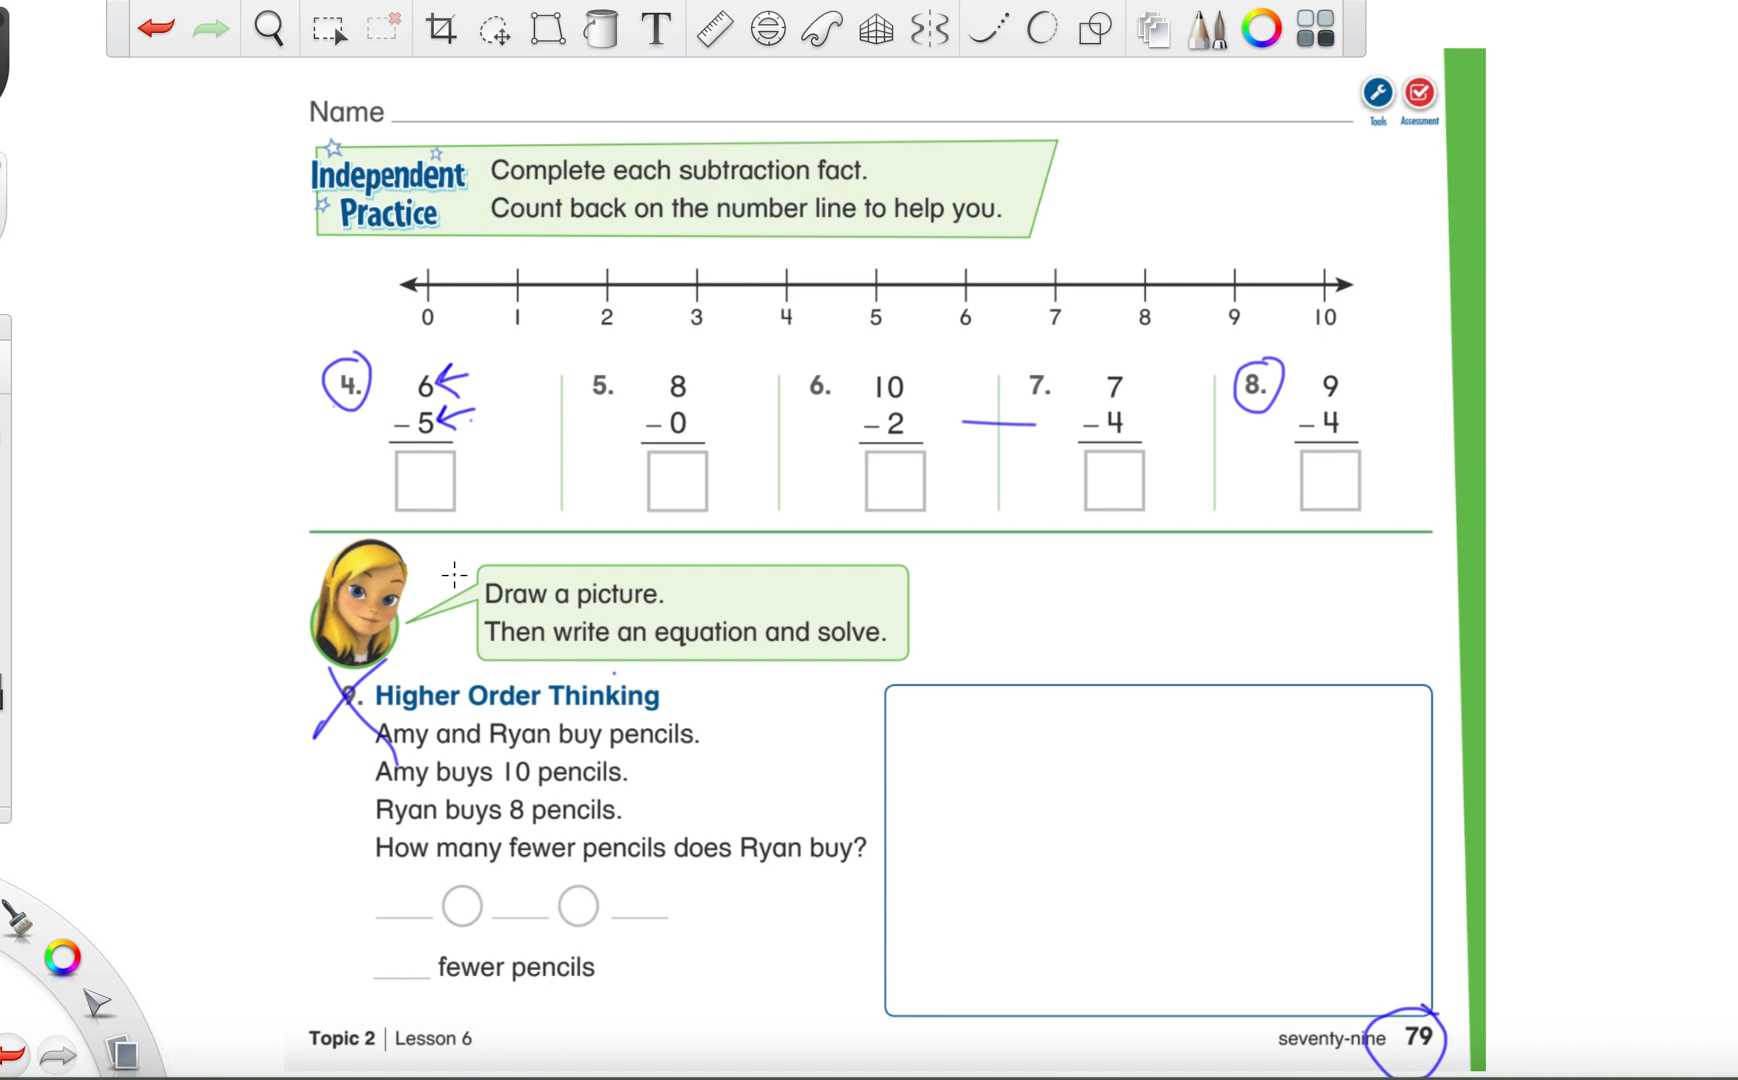 Name
Tools Assessment
Independent Practice
Complete each subtraction fact.
Count back on the number line to help you.
0 1 2 3 4 5 6 7 8 9 10
4. 6 5. 8 6. 10 7. 7 8. 9
- 5 - 0 - 2 - 4 - 4
Draw a picture.
Then write an equation and solve.
9. Higher Order Thinking
Amy and Ryan buy pencils.
Amy buys 10 pencils.
Ryan buys 8 pencils.
How many fewer pencils does Ryan buy?
fewer pencils
Topic 2 | Lesson 6
seventy-nine 79